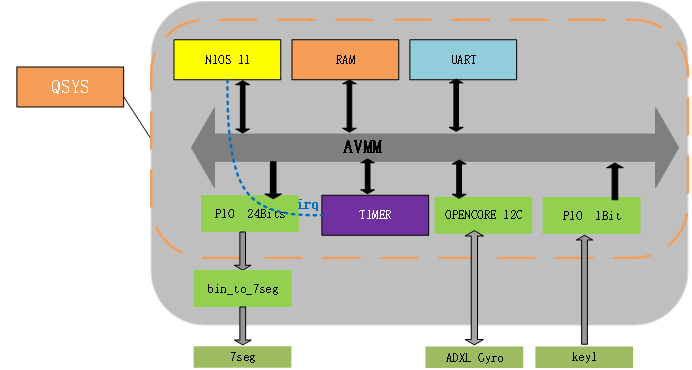 NIOS II
RAM
UART
QSYS
AVMM
irq
PIO 24Bits
TIMER
OPENCORE I2C
PIO 1Bit
bin_to_7seg
7seg
ADXL Gyro
key1